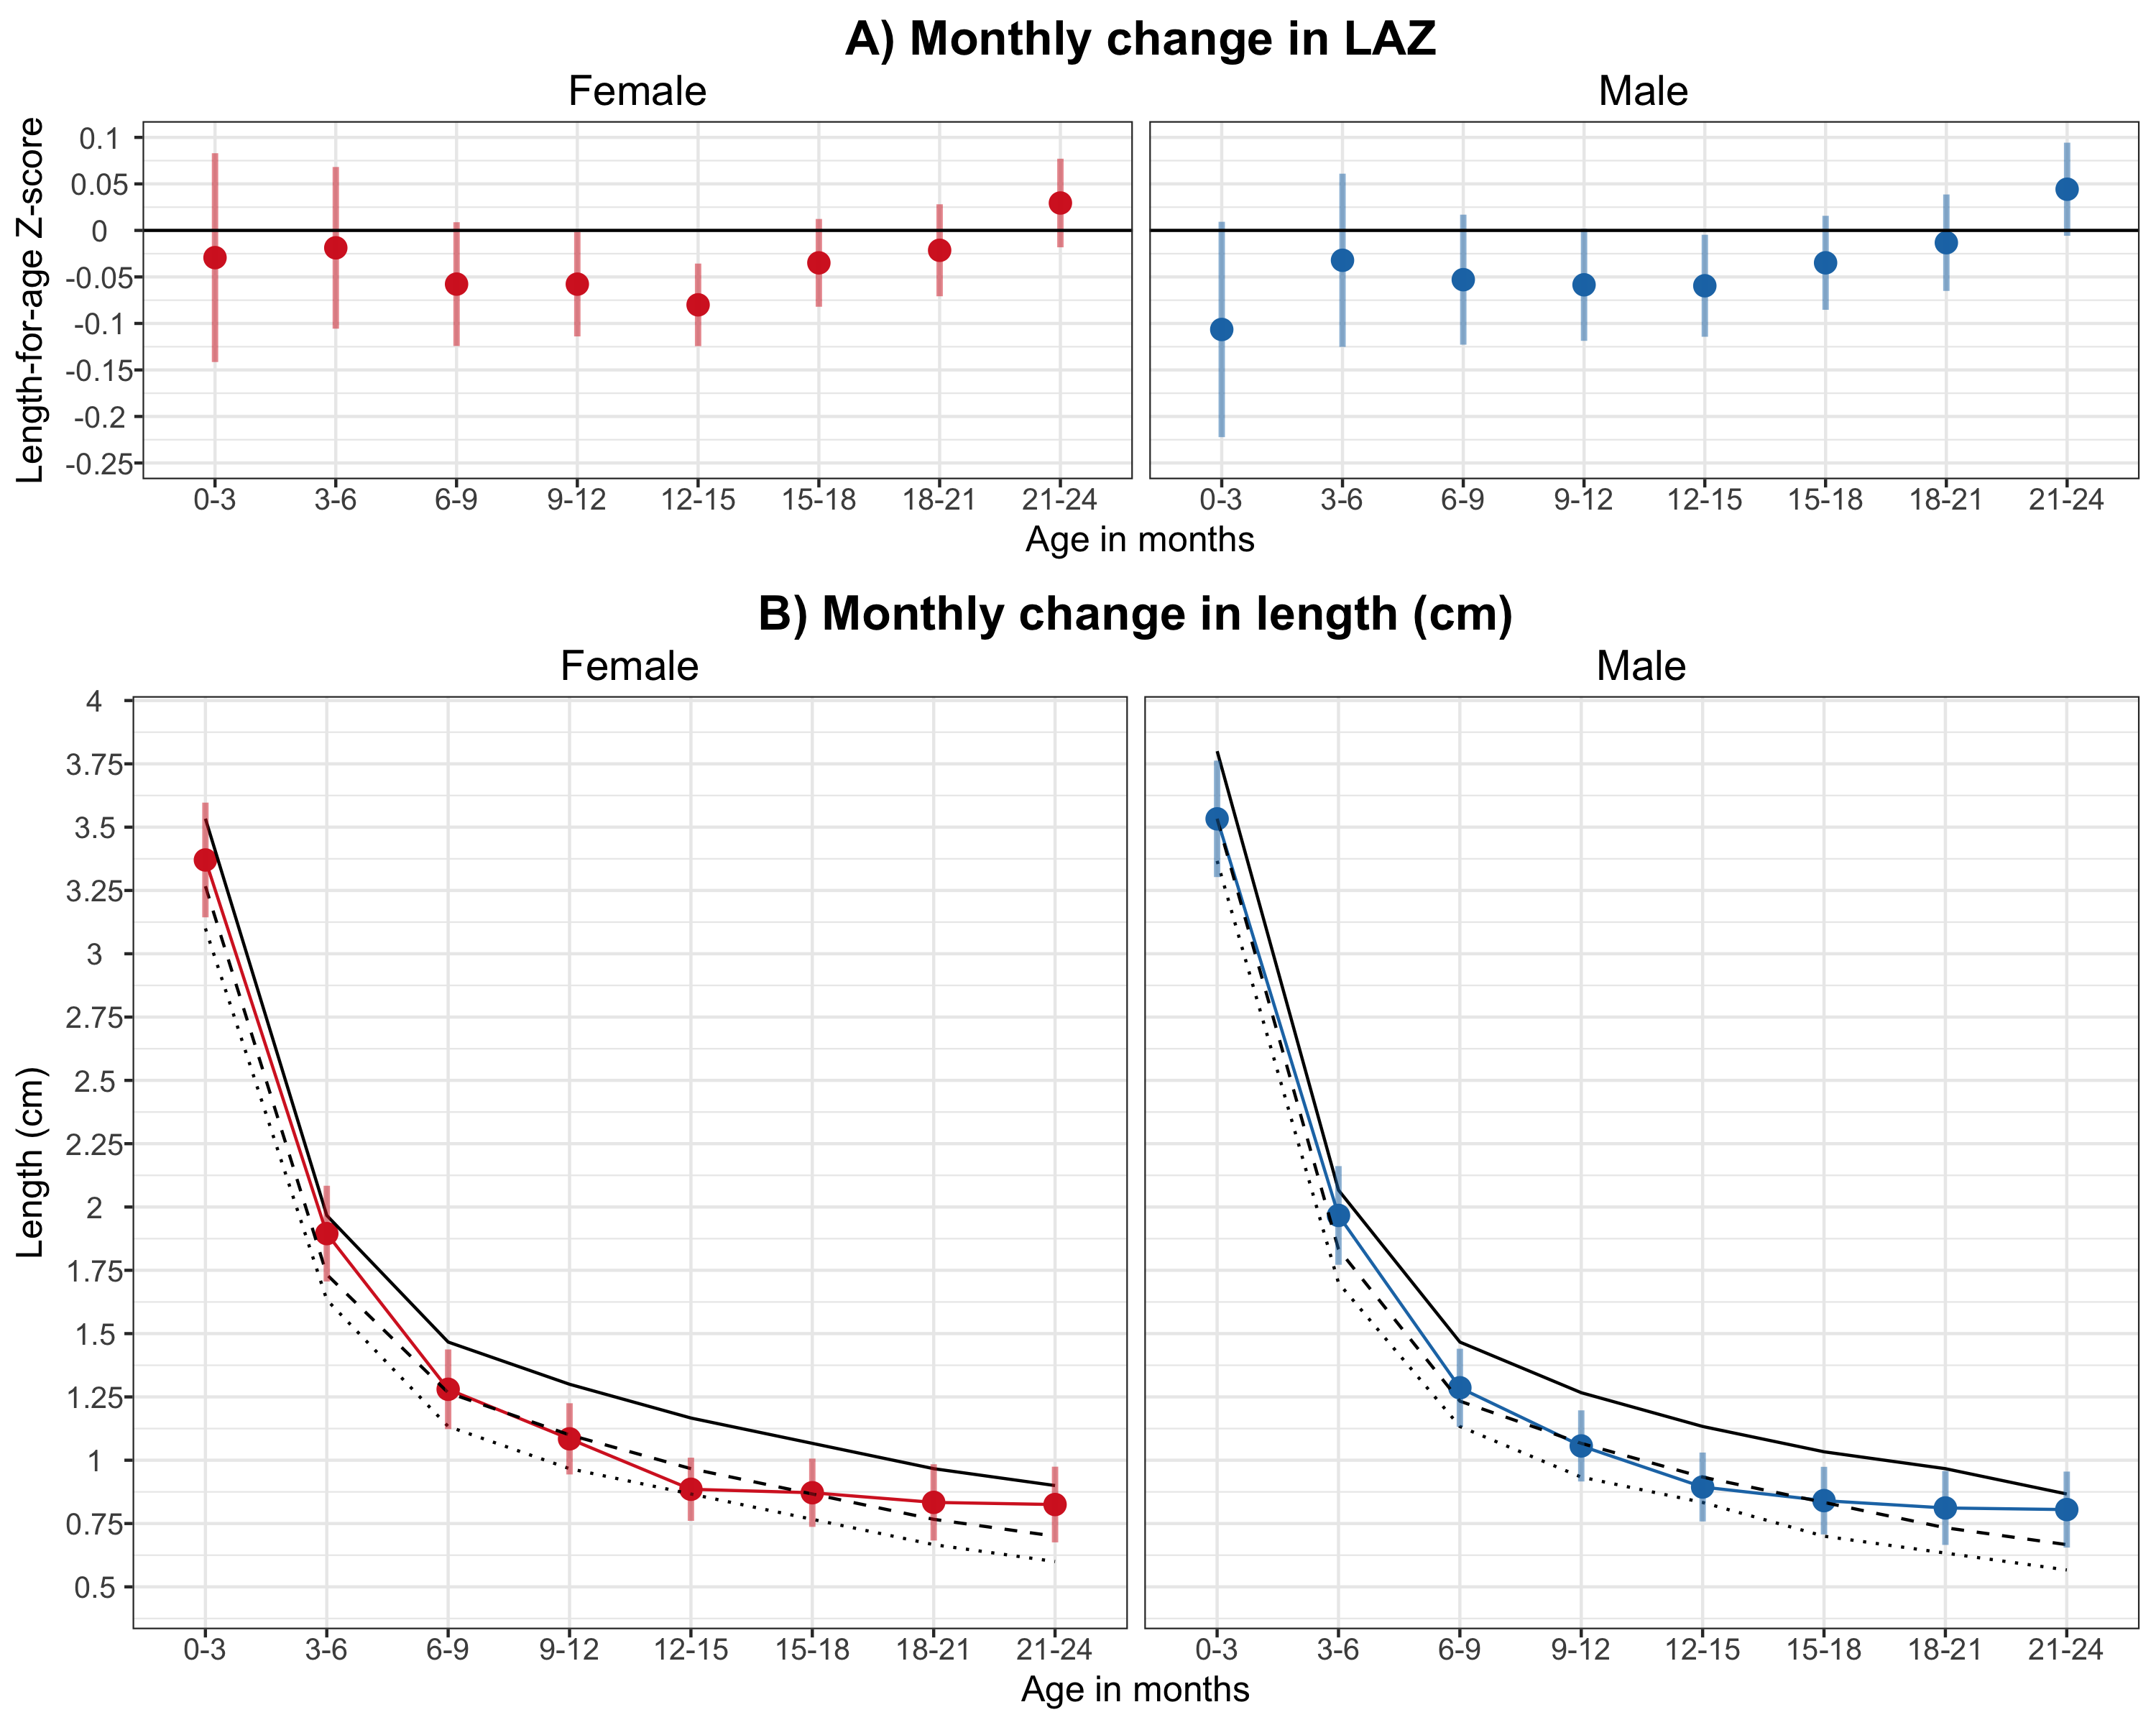 A) Monthly change in LAZ
Female Male
Length-for-age Z-score
0.1
0.05
0
-0.05
-0.1
-0.15
-0.2
-0.25
0-3 3-6 6-9 9-12 12-15 15-18 18-21 21-24 0-3 3-6 6-9 9-12 12-15 15-18 18-21 21-24
Age in months
B) Monthly change in length (cm)
Female Male
Length (cm)
4
3.75
3.5
3.25
3
2.75
2.5
2.25
2
1.75
1.5
1.25
1
0.75
0.5
0-3 3-6 6-9 9-12 12-15 15-18 18-21 21-24 0-3 3-6 6-9 9-12 12-15 15-18 18-21 21-24
Age in months